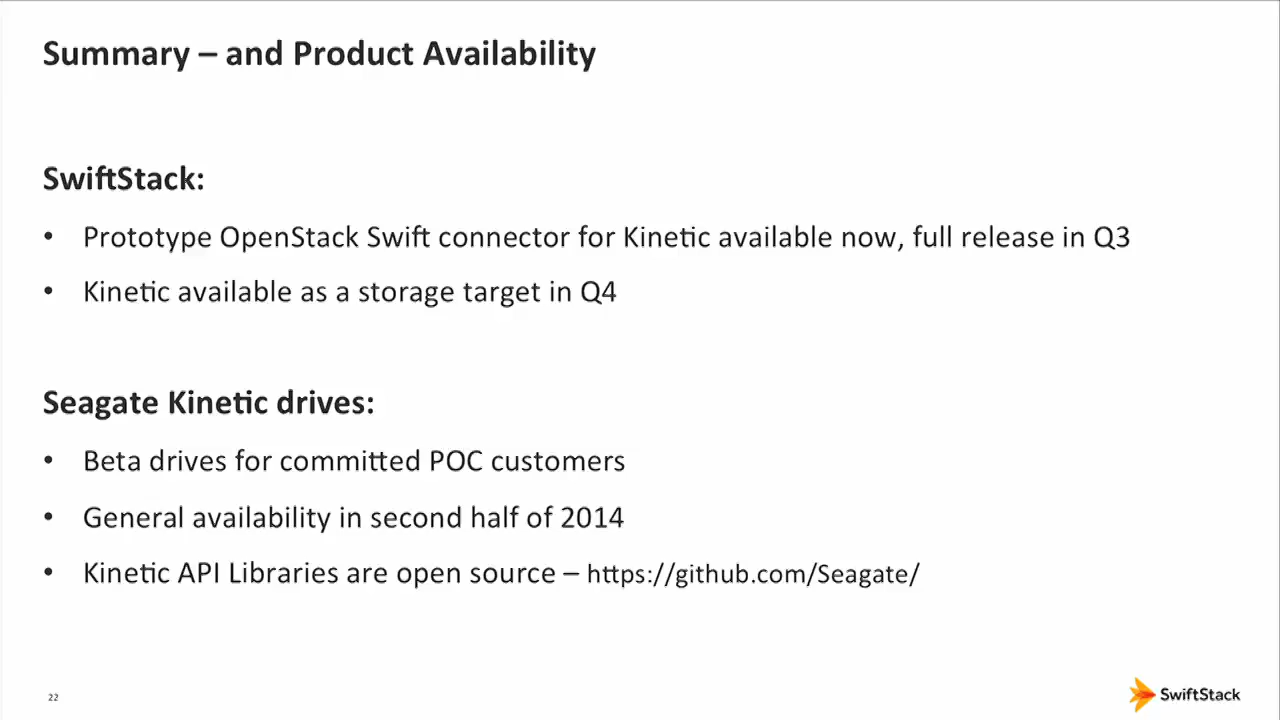 Summary – and Product Availability
SwiftStack:
• Prototype OpenStack Swift connector for Kinetic available now, full release in Q3
• Kinetic available as a storage target in Q4
Seagate Kinetic drives:
• Beta drives for committed POC customers
• General availability in second half of 2014
• Kinetic API Libraries are open source – https://github.com/Seagate/
22
SwiftStack